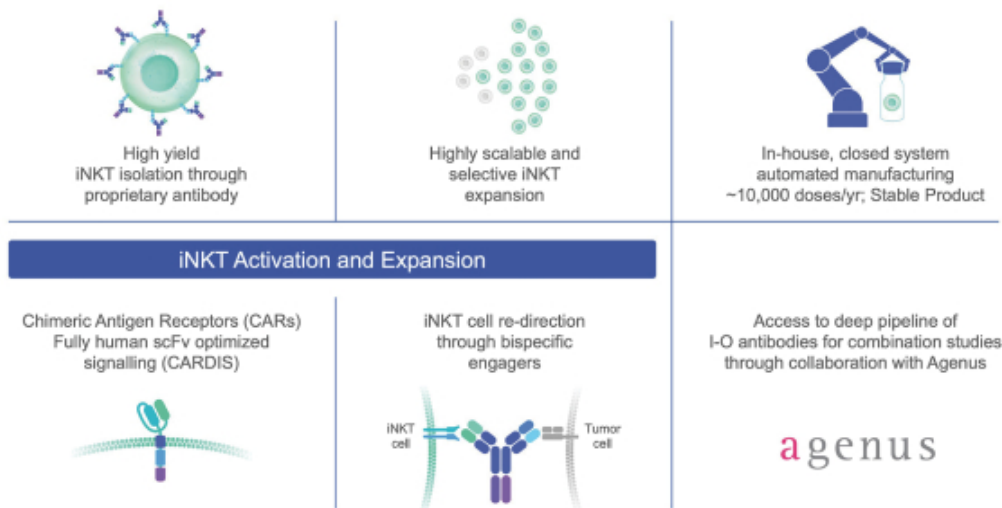 High yield
iNKT isolation through
proprietary antibody
Highly scalable and
selective iNKT
expansion
In-house, closed system
automated manufacturing
~10,000 doses/yr; Stable Product
iNKT Activation and Expansion
Chimeric Antigen Receptors (CARs)
Fully human scFv optimized
signalling (CARDIS)
iNKT cell re-direction
through bispecific
engagers
iNKT
cell
Tumor
cell
Access to deep pipeline of
I-O antibodies for combination studies
through collaboration with Agenus
agenus